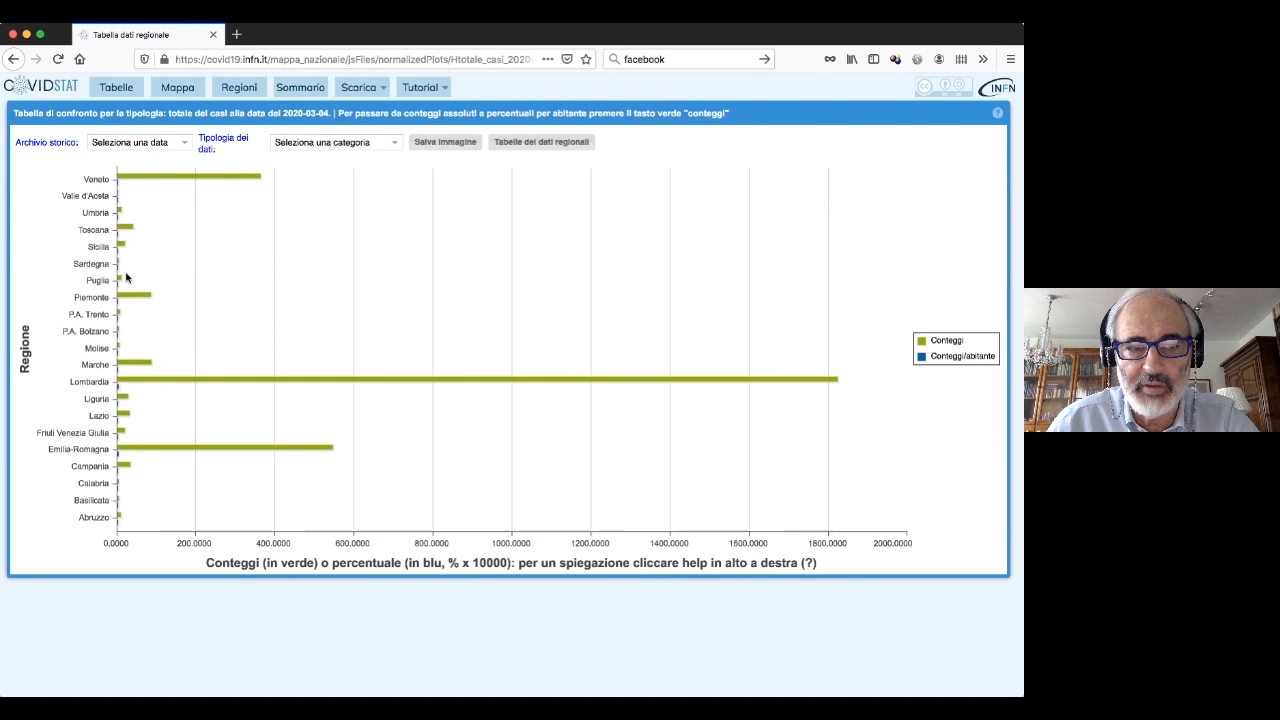 Tabella dati regionale
https://covid19.infn.it/mappa_nazionale/jsFiles/normalizedPlots/Htotale_casi_2020
facebook
COVIDSTAT Tabelle Mappa Regioni Sommario Scarica Tutorial INFN
Tabella di confronto per la tipologia: totale dei casi alla data del 2020-03-04. | Per passare da conteggi assoluti a percentuali per abitante premere il tasto verde "conteggi"
Archivio storico: Seleziona una data Tipologia dei dati: Seleziona una categoria Salva immagine Tabelle dei dati regionali
Regione
Veneto
Valle d'Aosta
Umbria
Toscana
Sicilia
Sardegna
Puglia
Piemonte
P.A. Trento
P.A. Bolzano
Molise
Marche
Lombardia
Liguria
Lazio
Friuli Venezia Giulia
Emilia-Romagna
Campania
Calabria
Basilicata
Abruzzo
Conteggi
Conteggi/abitante
0.0000 200.0000 400.0000 600.0000 800.0000 1000.0000 1200.0000 1400.0000 1600.0000 1800.0000 2000.0000
Conteggi (in verde) o percentuale (in blu, % x 10000): per un spiegazione cliccare help in alto a destra (?)